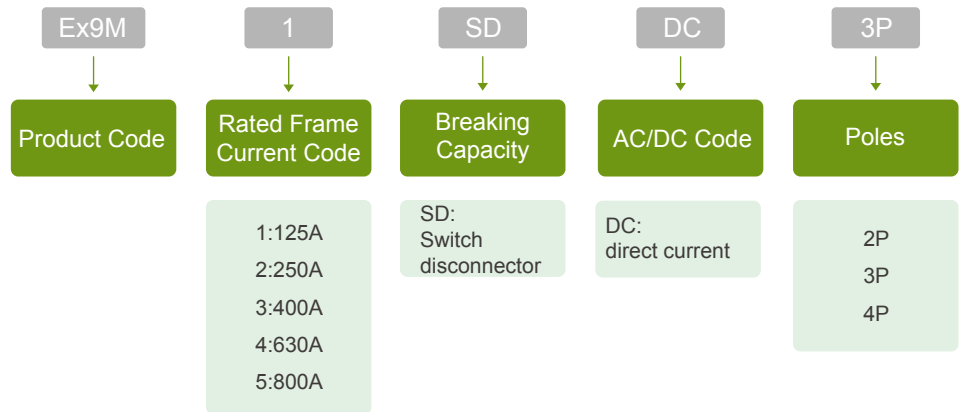 Ex9M
1
SD
DC
3P
Product Code
Rated Frame
Current Code
Breaking
Capacity
AC/DC Code
Poles
1:125A
2:250A
3:400A
4:630A
5:800A
SD:
Switch
disconnector
DC:
direct current
2P
3P
4P